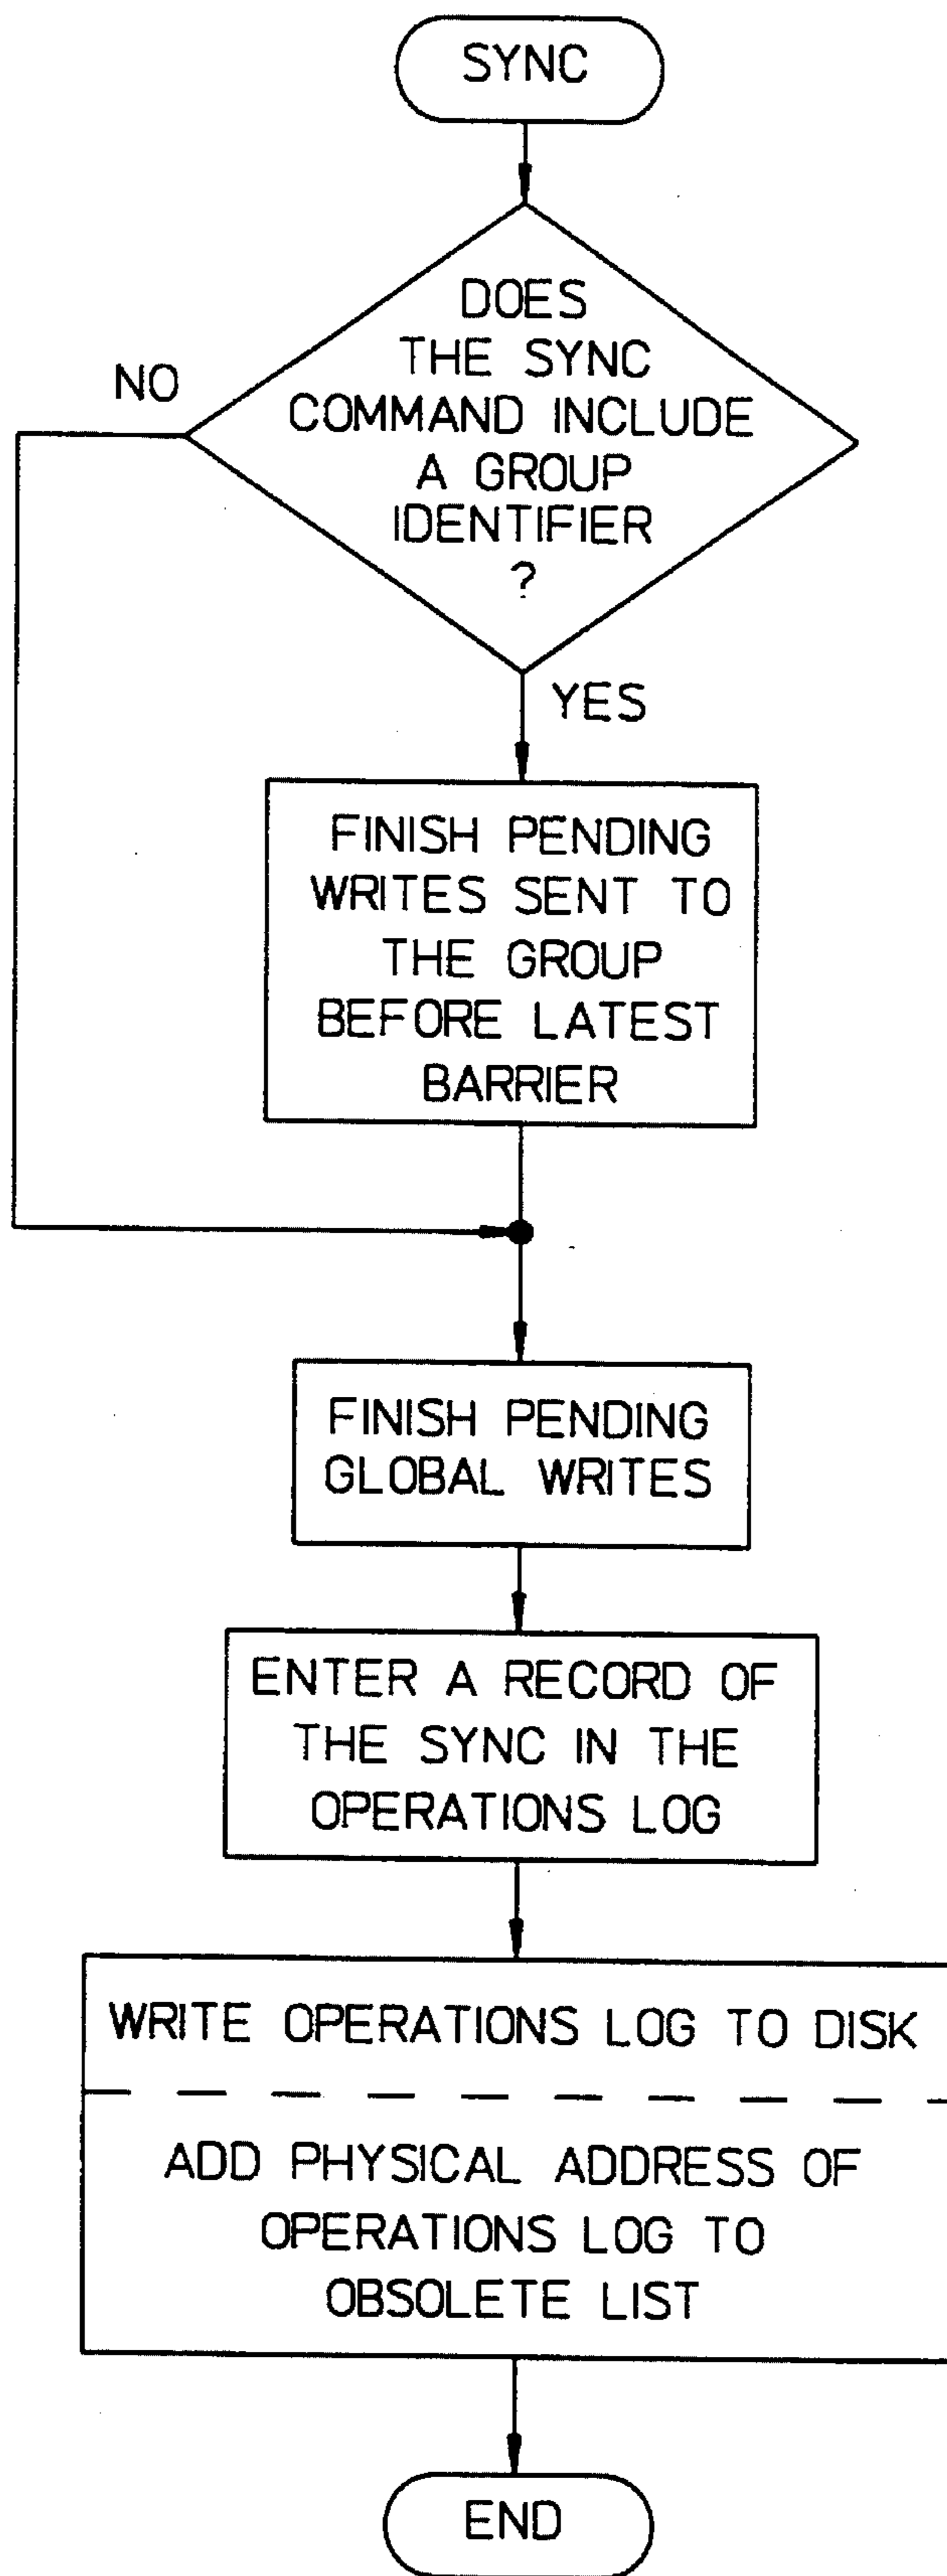 SYNC
DOES
THE SYNC
NO
COMMAND INCLUDE
A GROUP
IDENTIFIER
?
YES
FINISH PENDING
WRITES SENT TO
THE GROUP
BEFORE LATEST
BARRIER
FINISH PENDING
GLOBAL WRITES
ENTER A RECORD OF
THE SYNC IN THE
OPERATIONS LOG
WRITE OPERATIONS LOG TO DISK
ADD PHYSICAL ADDRESS OF
OPERATIONS LOG TO
OBSOLETE LIST
END